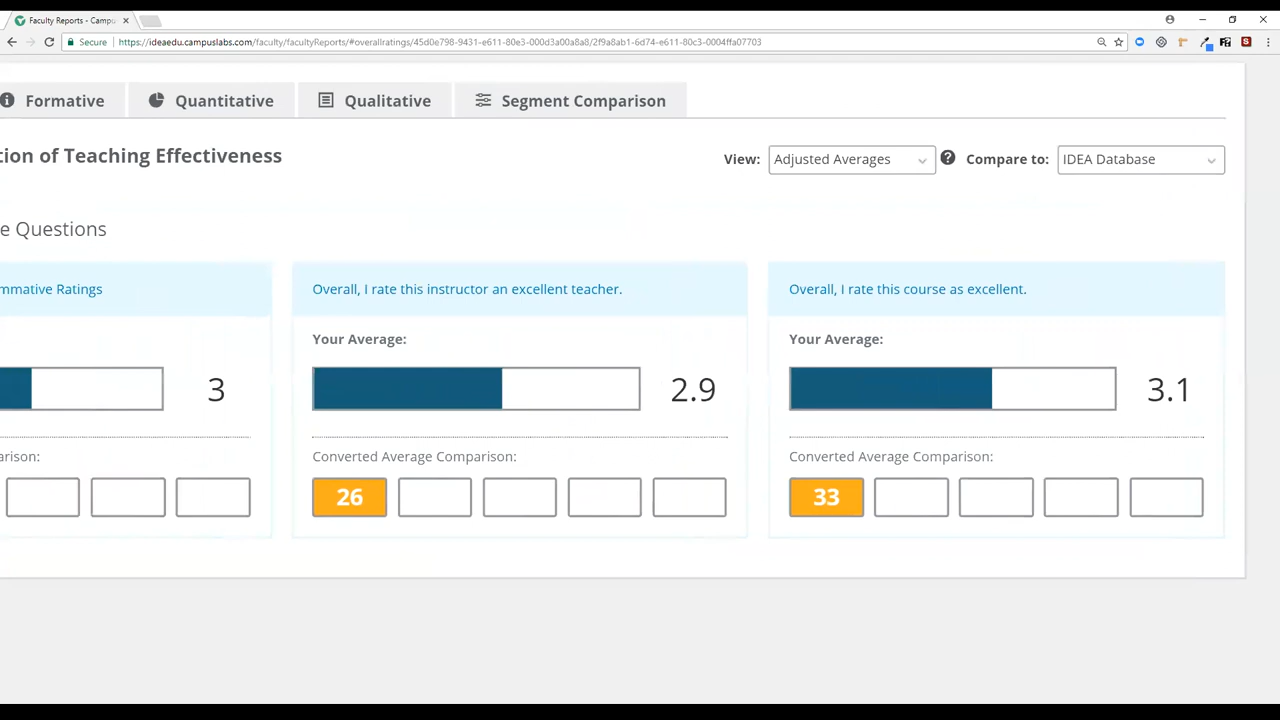 Faculty Reports - Campu
Secure
https://ideaedu.campuslabs.com/faculty/facultyReports/#overallratings/45d0e798-9431-e611-80e3-000d3a00a8a8/2f9a8ab1-6d74-e611-80c3-0004ffa07703
Formative
Quantitative
Qualitative
Segment Comparison
tion of Teaching Effectiveness
View:
Adjusted Averages
Compare to:
IDEA Database
e Questions
mmative Ratings
Overall, I rate this instructor an excellent teacher.
Overall, I rate this course as excellent.
Your Average:
Your Average:
3
2.9
3.1
arison:
Converted Average Comparison:
Converted Average Comparison:
26
33